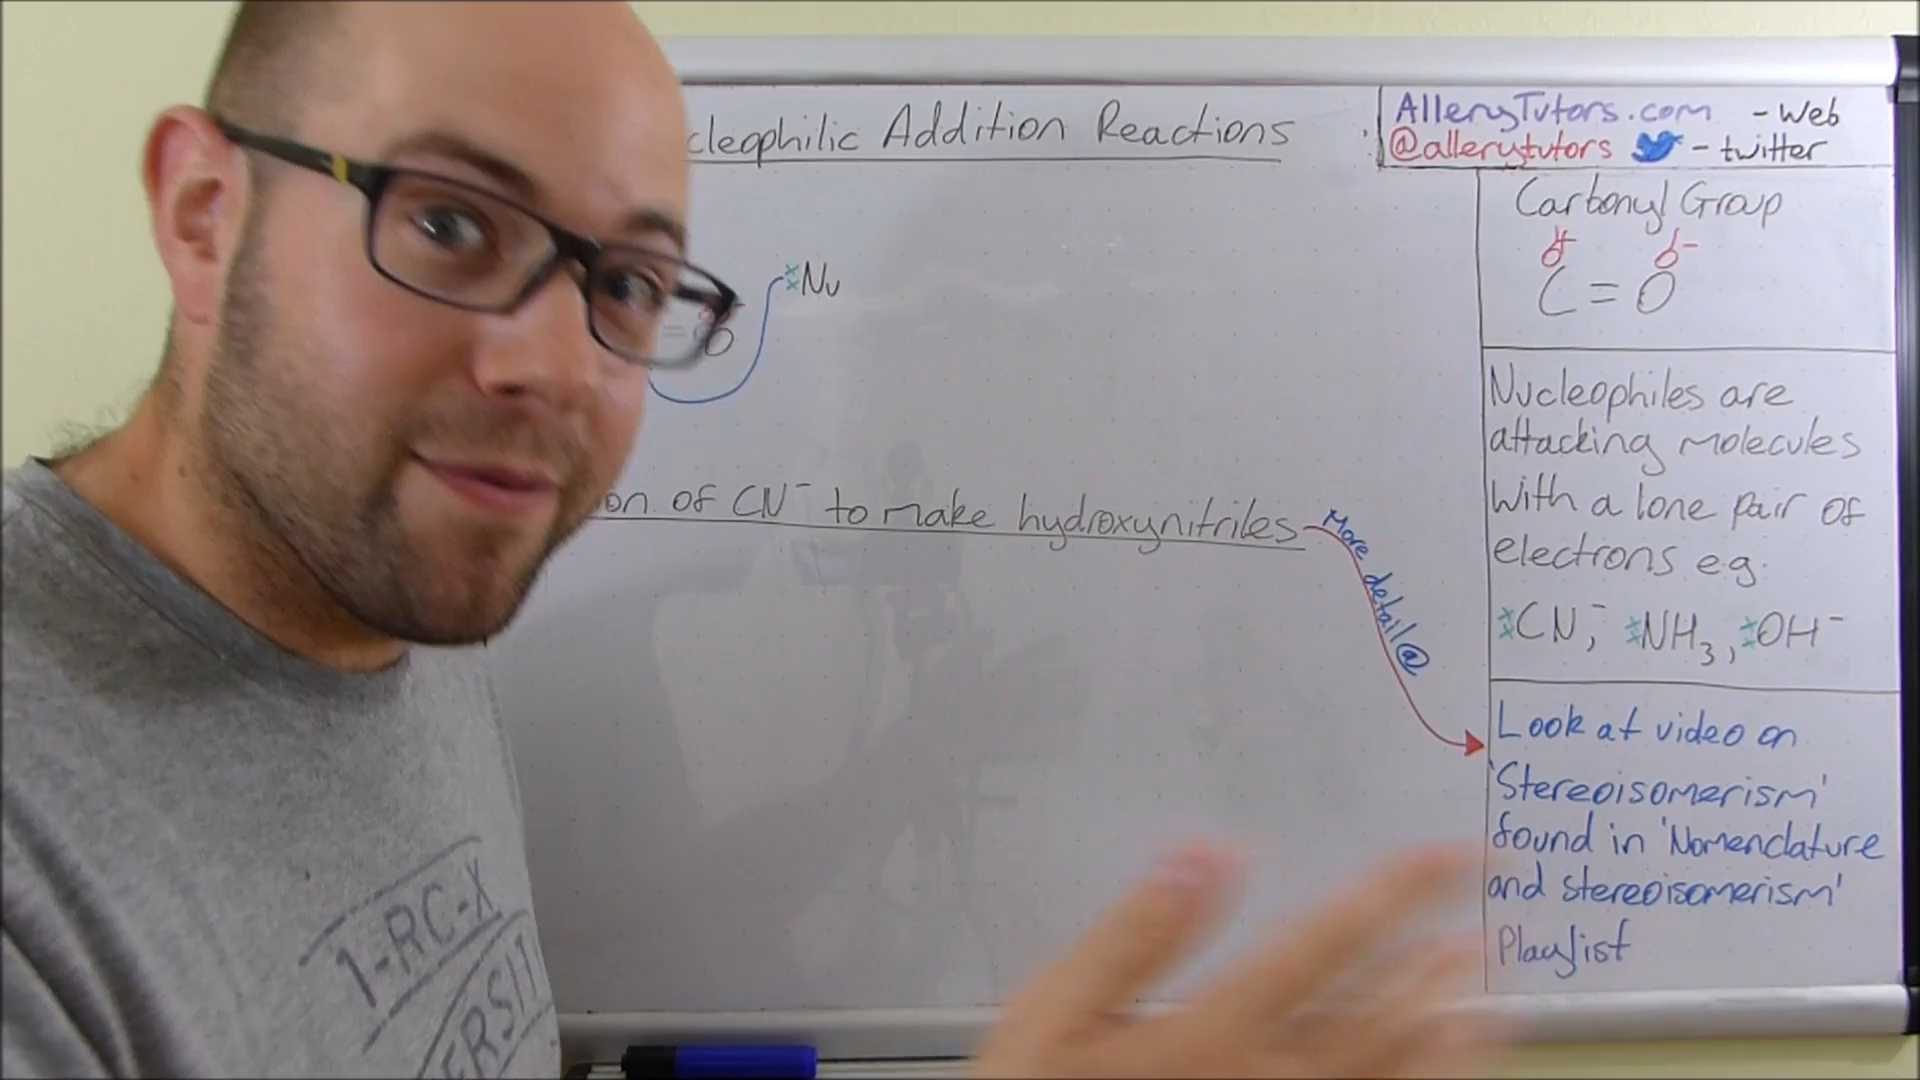 cleophilic Addition Reactions
AlleryTutors.com - Web
@allerytutors - twitter
Carbonyl Group
δ+ δ-
C = O
××Nu
O
on of CN⁻ to make hydroxynitriles
More detail @
Nucleophiles are
attacking molecules
with a lone pair of
electrons e.g.
××CN⁻, ××NH₃, ××OH⁻
Look at video on
'Stereoisomerism'
found in 'Nomenclature
and stereoisomerism'
Playlist
1-RC-X
ERSIT